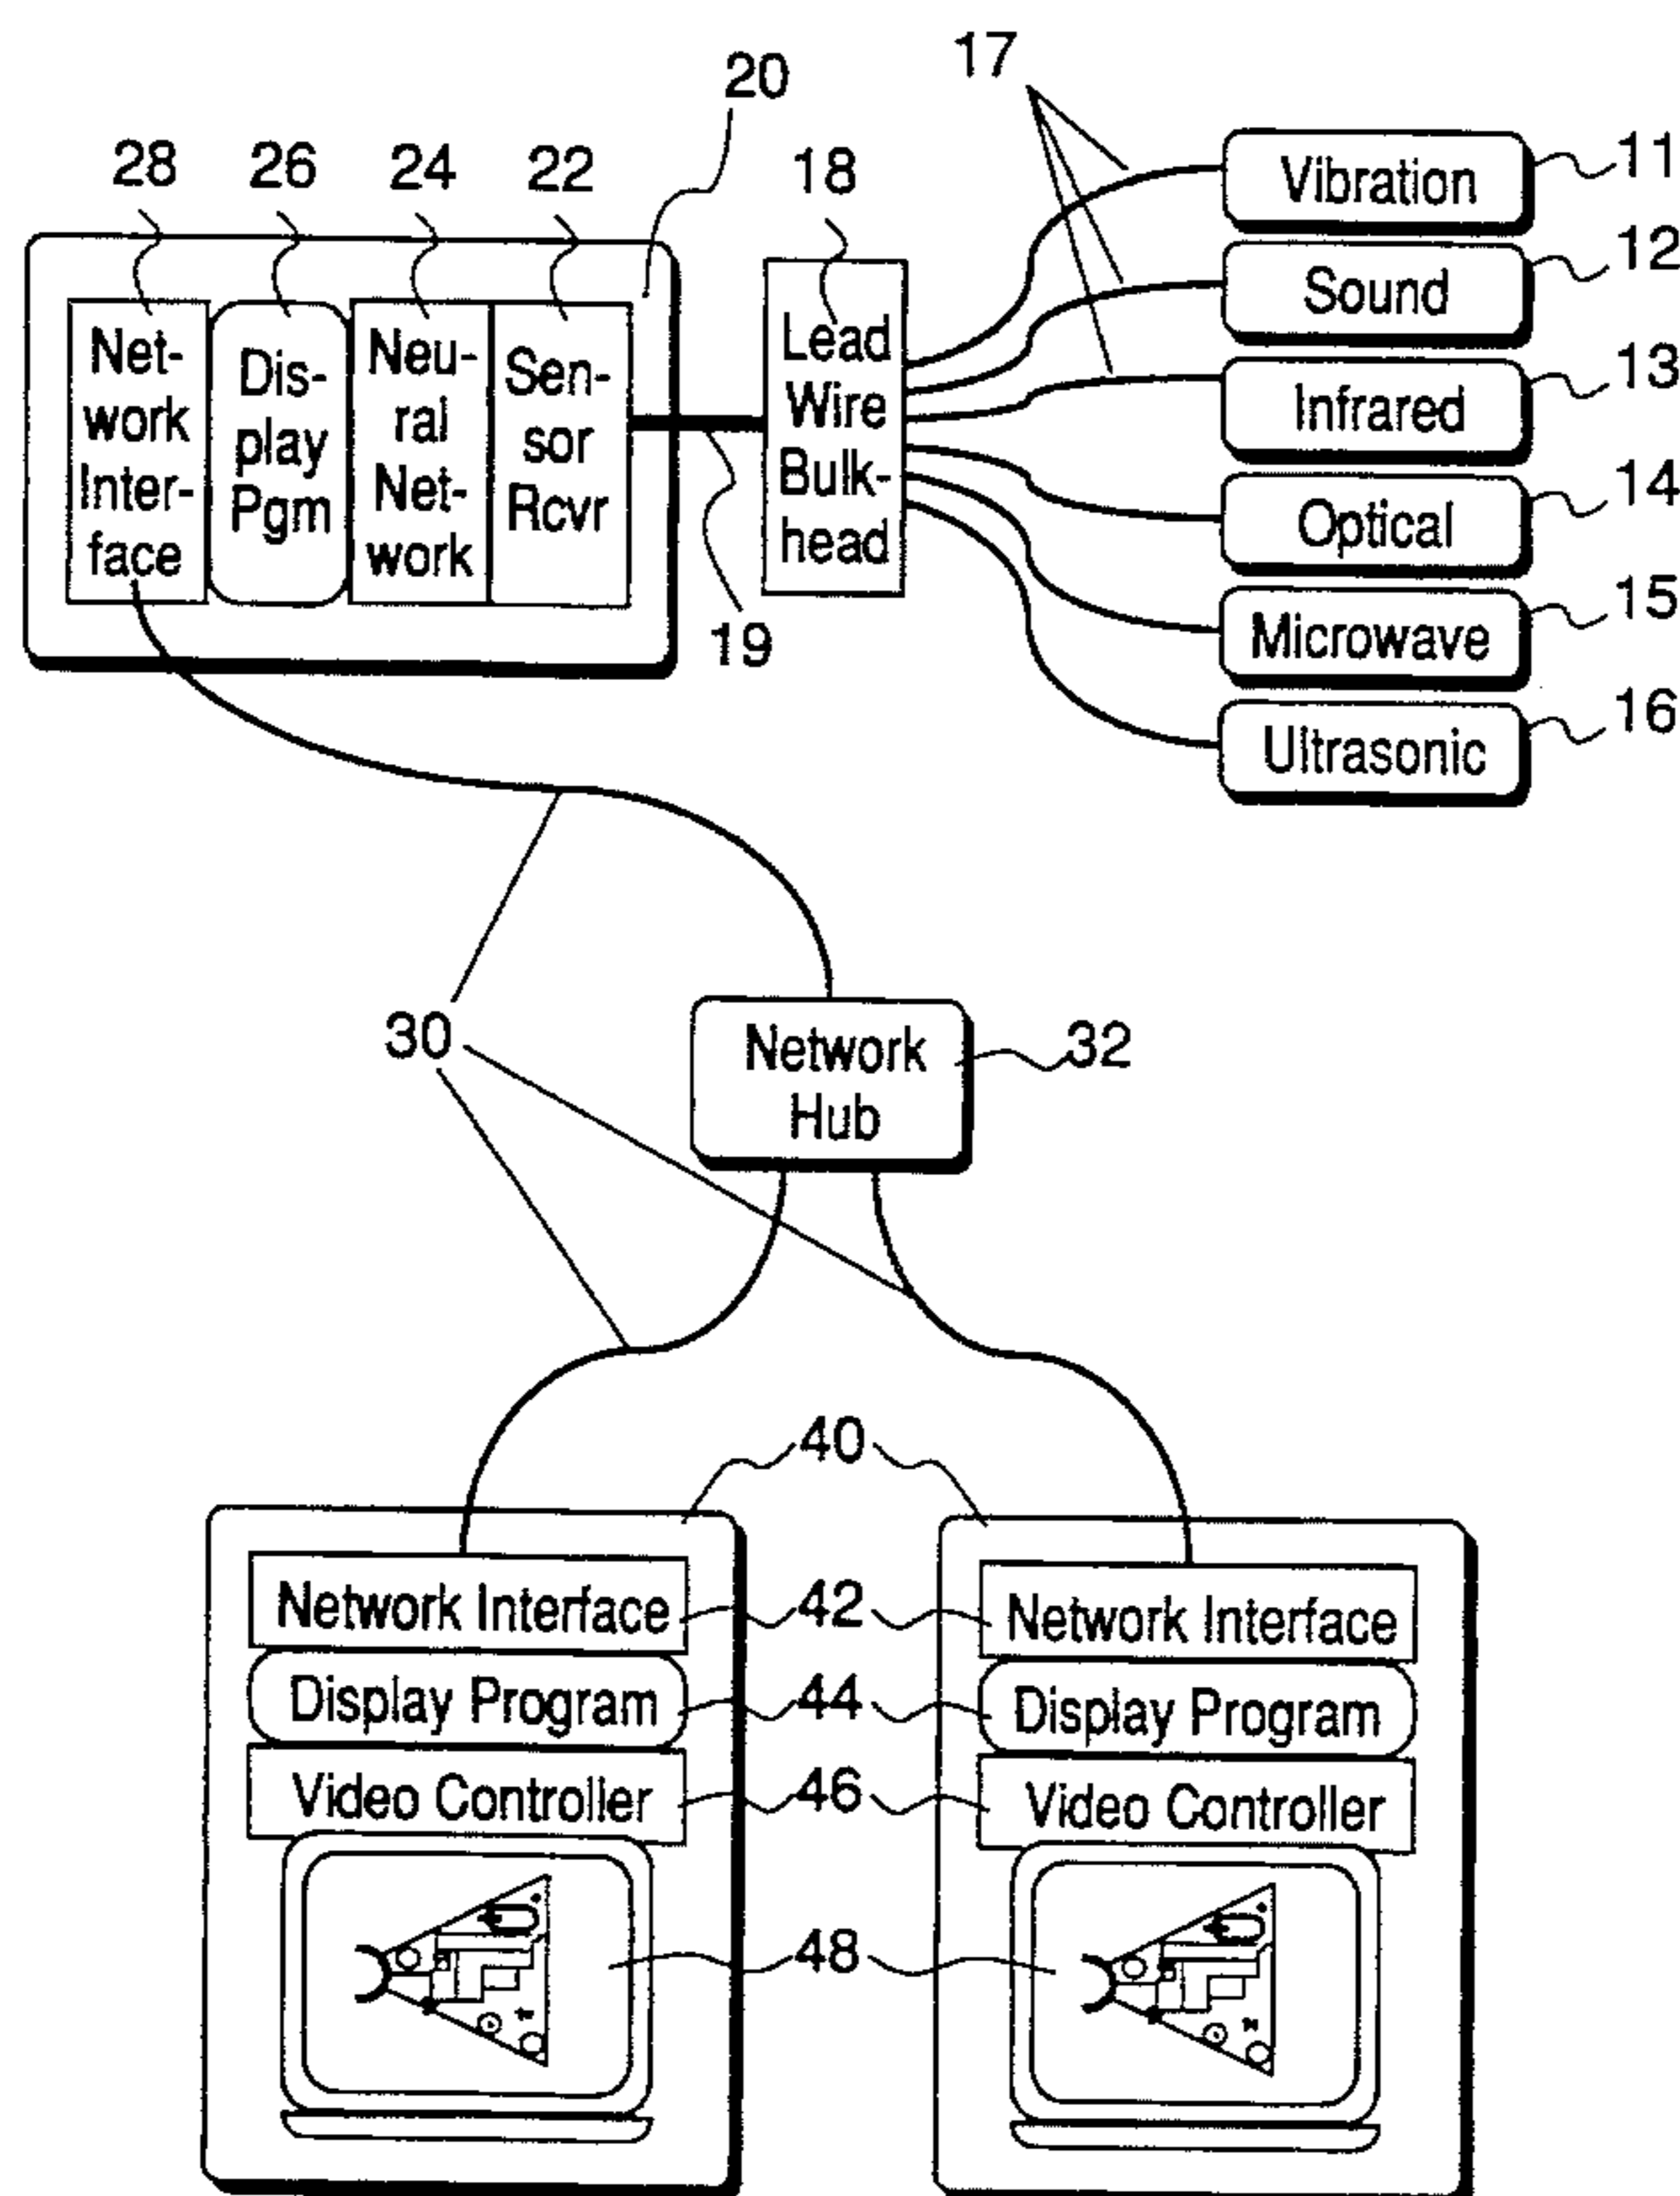 17
20
28
26
24
22
18
Vibration
11
Sound
12
Infrared
13
Optical
14
Microwave
15
Ultrasonic
16
Net-
work
Inter-
face
Dis-
play
Pgm
Neu-
ral
Net-
work
Sen-
sor
Rcvr
Lead
Wire
Bulk-
head
19
30
Network
Hub
32
40
Network Interface
42
Network Interface
Display Program
44
Display Program
Video Controller
46
Video Controller
48